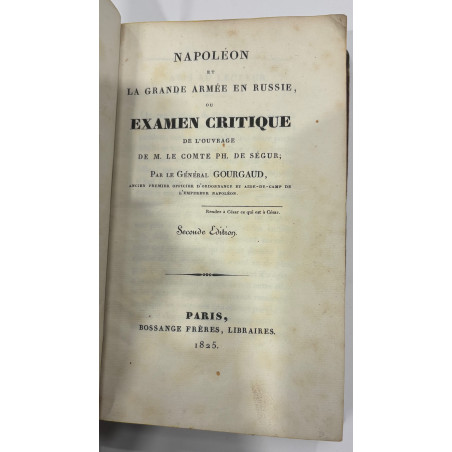 NAPOLÉON
ET
LA GRANDE ARMÉE EN RUSSIE,
OU
EXAMEN CRITIQUE
DE L'OUVRAGE
DE M. LE COMTE PH. DE SÉGUR;
PAR LE GÉNÉRAL GOURGAUD,
ANCIEN PREMIER OFFICIER D'ORDONNANCE ET AIDE-DE-CAMP DE
L'EMPEREUR NAPOLÉON.
Rendez à César ce qui est à César.
Seconde Édition.
PARIS,
BOSSANGE FRÈRES, LIBRAIRES.
1825.